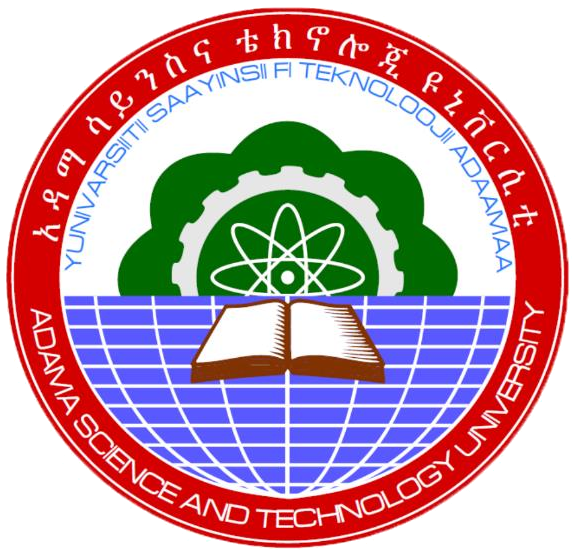 አዳማ ሳይንስና ቴክኖሎጂ ዩኒቨርሲቲ
YUNIVARSIITII SAAYINSII FI TEKNOLOOJII ADAAMAA
ADAMA SCIENCE AND TECHNOLOGY UNIVERSITY